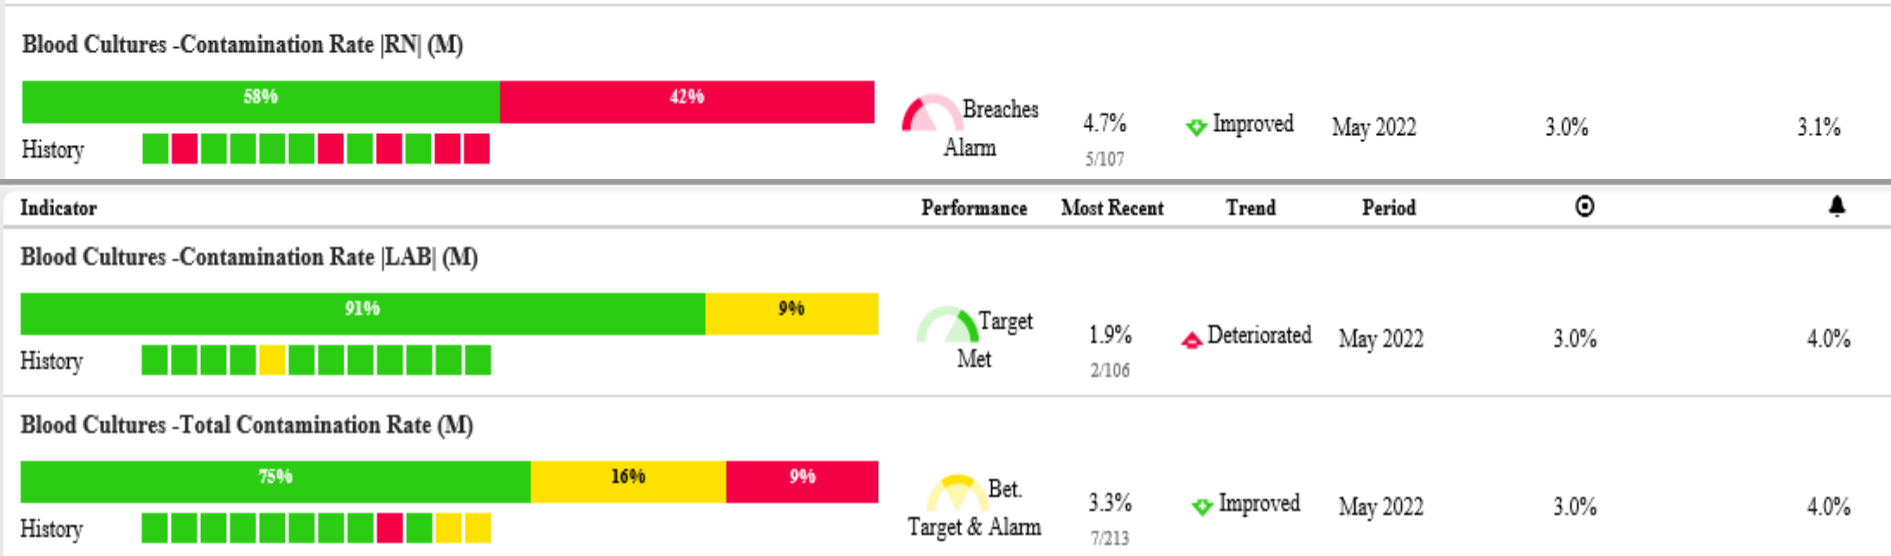 Blood Cultures -Contamination Rate |RN| (M)
58% 42%
Breaches
Alarm
4.7%
5/107
Improved
May 2022
3.0%
3.1%
History
Indicator Performance Most Recent Trend Period
Blood Cultures -Contamination Rate |LAB| (M)
91% 9%
Target
Met
1.9%
2/106
Deteriorated
May 2022
3.0%
4.0%
History
Blood Cultures -Total Contamination Rate (M)
75% 16% 9%
Bet.
Target & Alarm
3.3%
7/213
Improved
May 2022
3.0%
4.0%
History